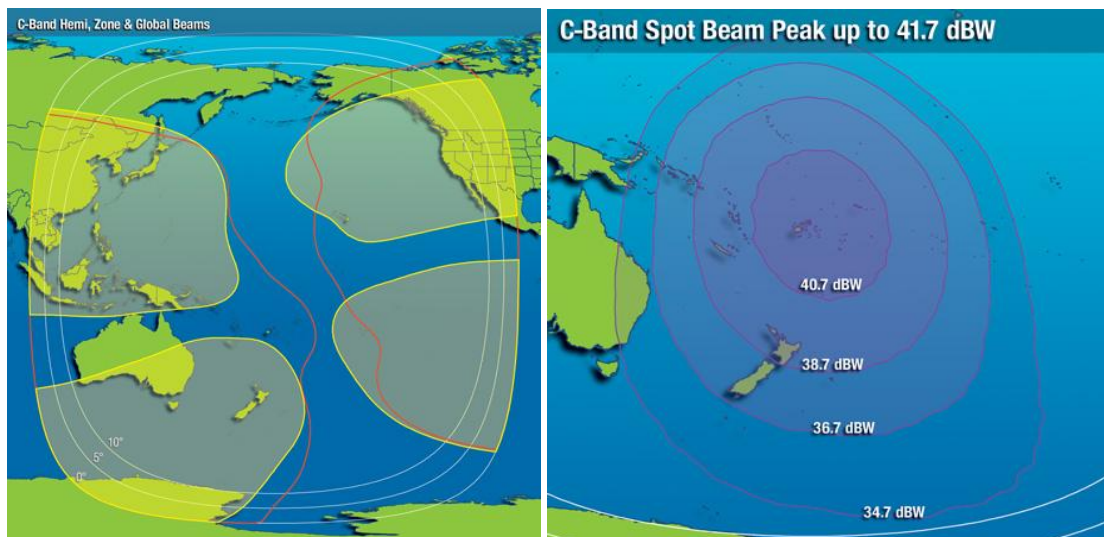 C-Band Hemi, Zone & Global Beams
10°
5°
0°
C-Band Spot Beam Peak up to 41.7 dBW
40.7 dBW
38.7 dBW
36.7 dBW
34.7 dBW